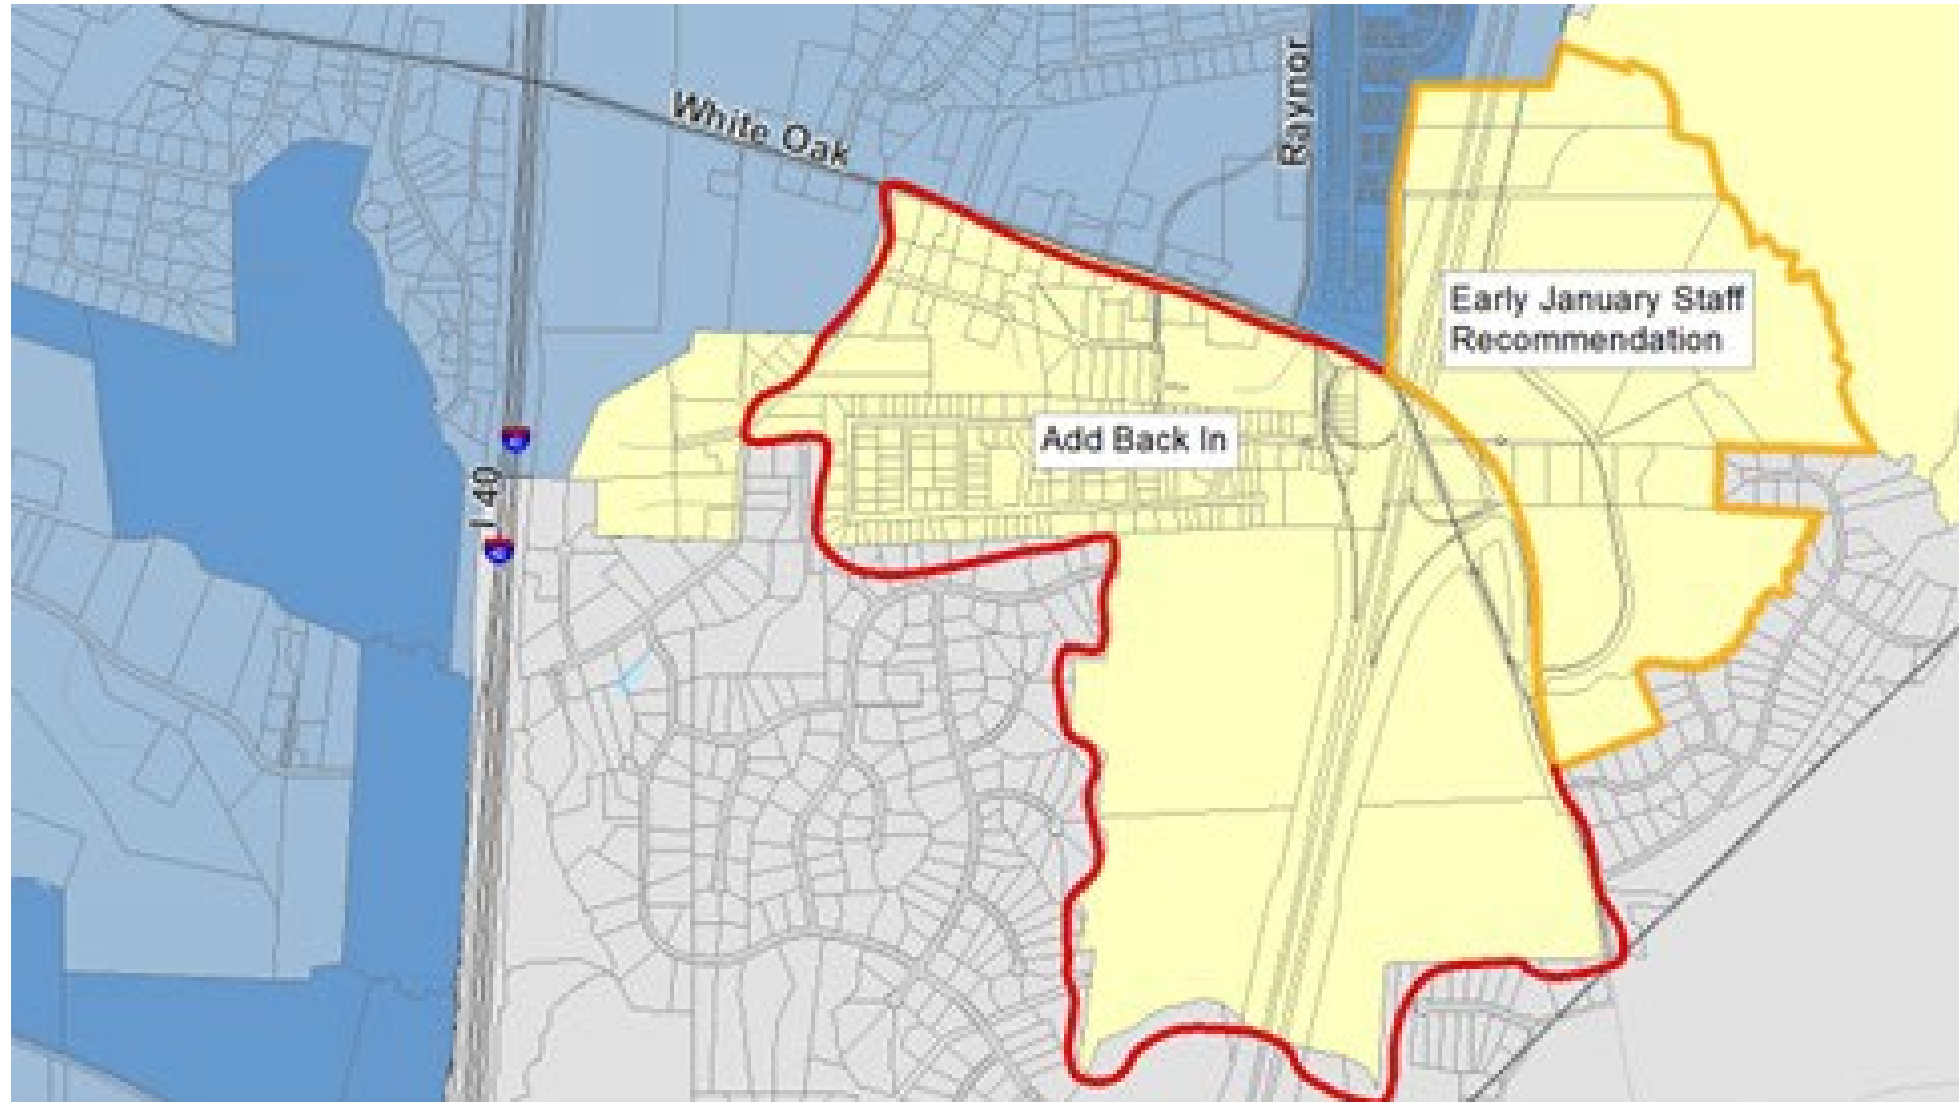 White Oak
Raynor
Early January Staff
Recommendation
Add Back In
I 40